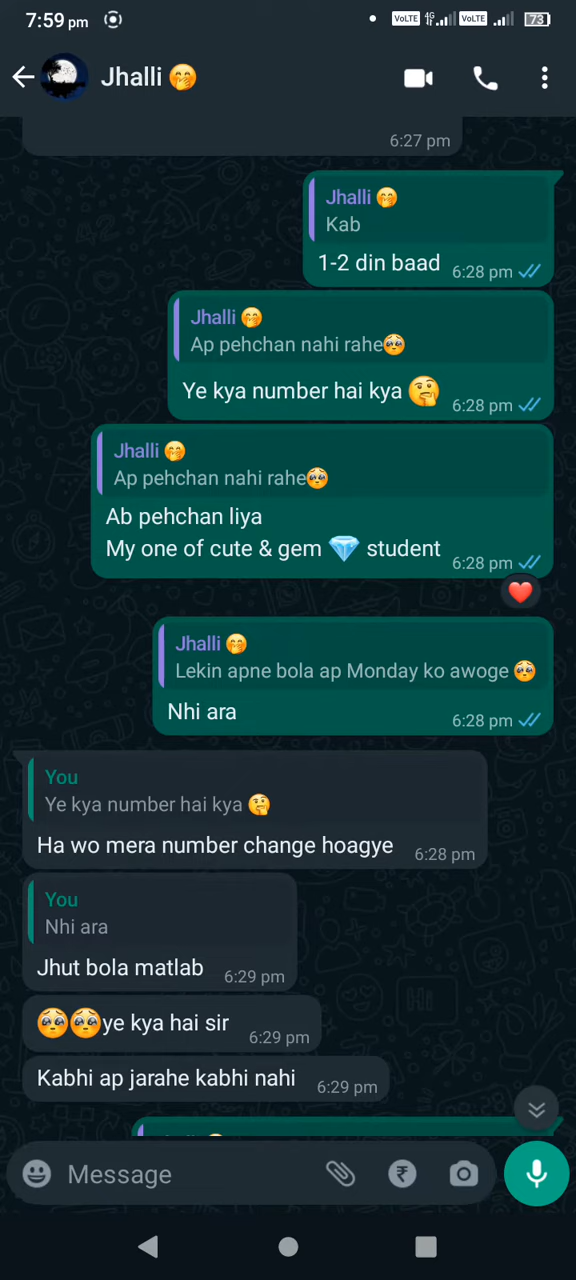 7:59 pm VoLTE 4G VoLTE 73
Jhalli 🤭
6:27 pm
Jhalli 🤭
Kab
1-2 din baad 6:28 pm
Jhalli 🤭
Ap pehchan nahi rahe🥺
Ye kya number hai kya 🤔 6:28 pm
Jhalli 🤭
Ap pehchan nahi rahe🥺
Ab pehchan liya
My one of cute & gem 💎 student 6:28 pm
❤️
Jhalli 🤭
Lekin apne bola ap Monday ko awoge 🥺
Nhi ara 6:28 pm
You
Ye kya number hai kya 🤔
Ha wo mera number change hoagye 6:28 pm
You
Nhi ara
Jhut bola matlab 6:29 pm
🥺🥺ye kya hai sir 6:29 pm
Kabhi ap jarahe kabhi nahi 6:29 pm
Message ₹